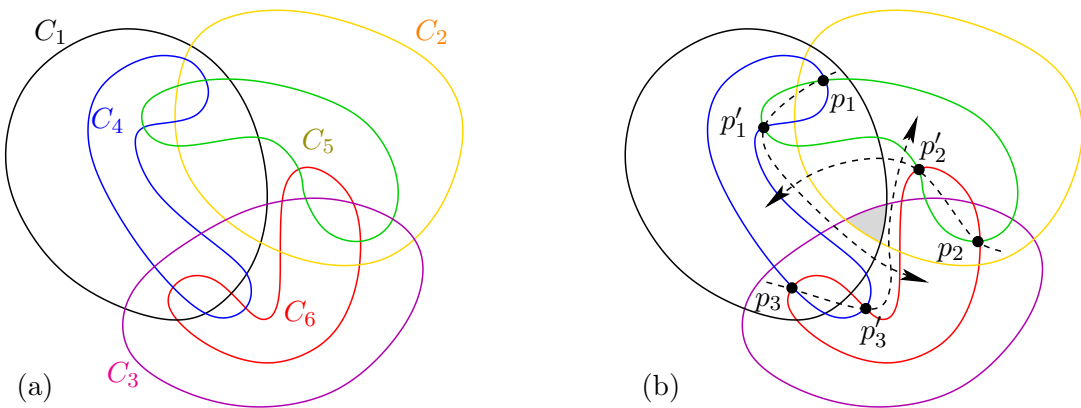 C₁
C₂
C₄
C₅
C₆
C₃
(a)
p₁
p′₁
p′₂
p₂
p₃
p′₃
(b)